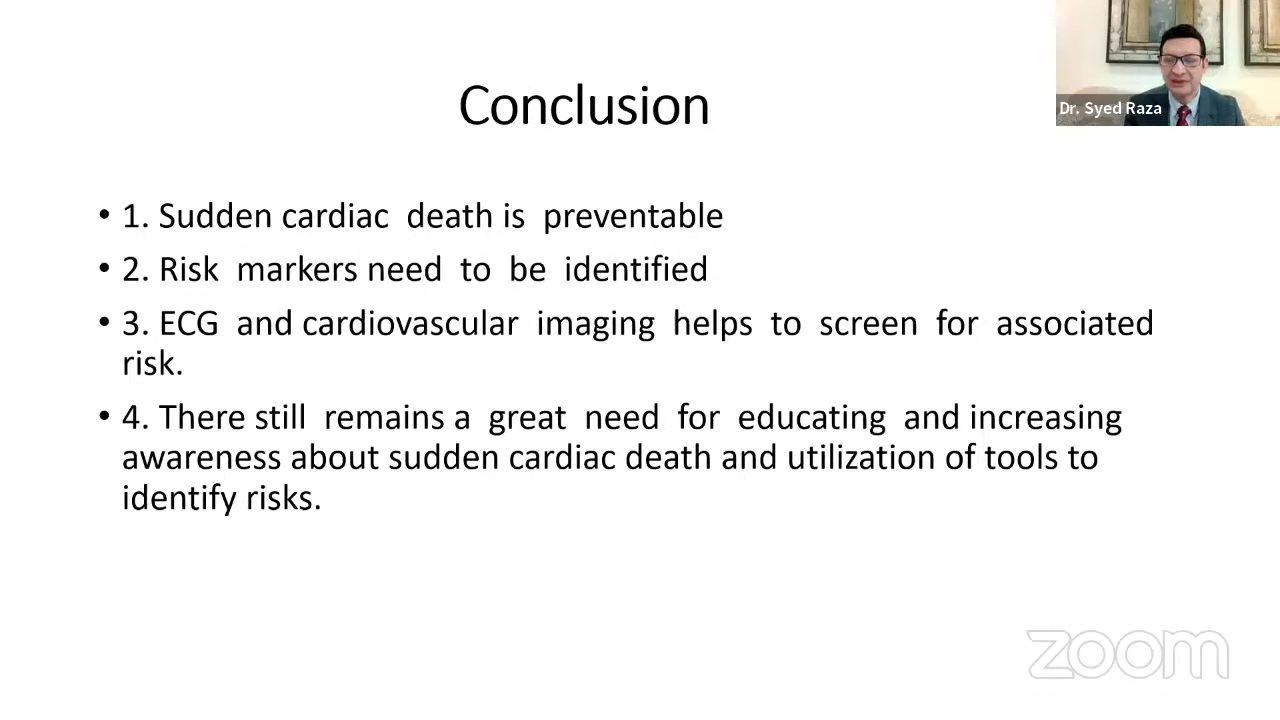 Conclusion
Dr. Syed Raza
• 1. Sudden cardiac death is preventable
• 2. Risk markers need to be identified
• 3. ECG and cardiovascular imaging helps to screen for associated
risk.
• 4. There still remains a great need for educating and increasing
awareness about sudden cardiac death and utilization of tools to
identify risks.
zoom